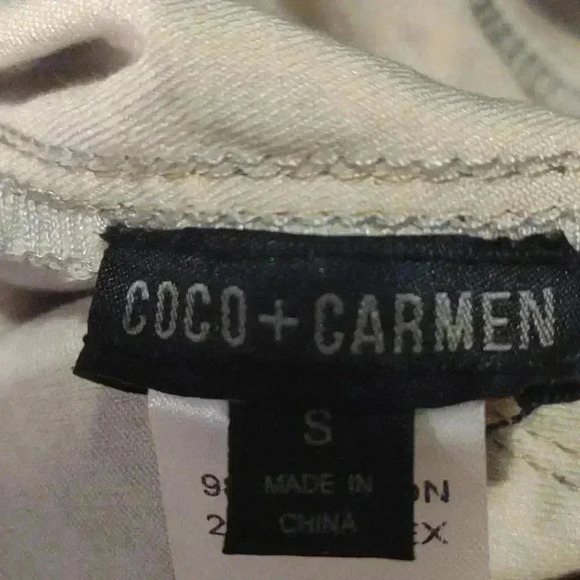 COCO + CARMEN
S
MADE IN
CHINA